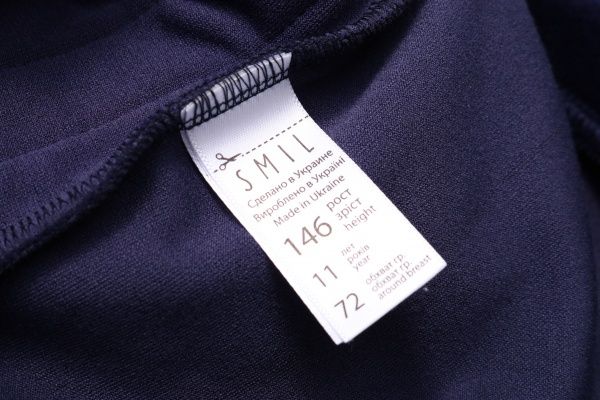 SMIL
Сделано в Украине
Вироблено в Україні
Made in Ukraine
146 рост
зріст
height
11 лет
років
year
72 обхват гр.
обхват гр.
around breast